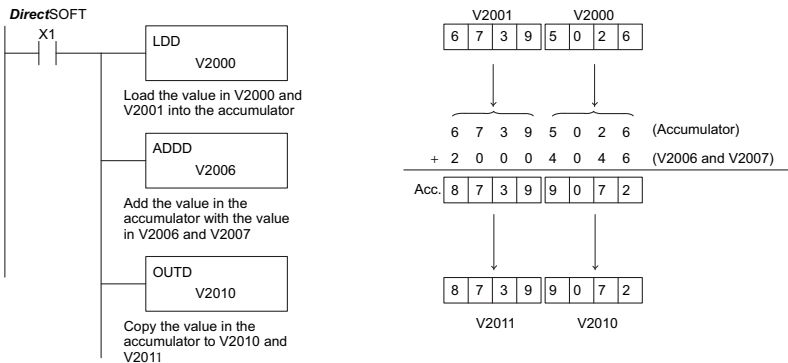 DirectSOFT
X1
LDD
V2000
Load the value in V2000 and
V2001 into the accumulator
ADDD
V2006
Add the value in the
accumulator with the value
in V2006 and V2007
OUTD
V2010
Copy the value in the
accumulator to V2010 and
V2011
V2001 V2000
6 7 3 9 5 0 2 6
6 7 3 9 5 0 2 6 (Accumulator)
+ 2 0 0 0 4 0 4 6 (V2006 and V2007)
Acc. 8 7 3 9 9 0 7 2
8 7 3 9 9 0 7 2
V2011 V2010